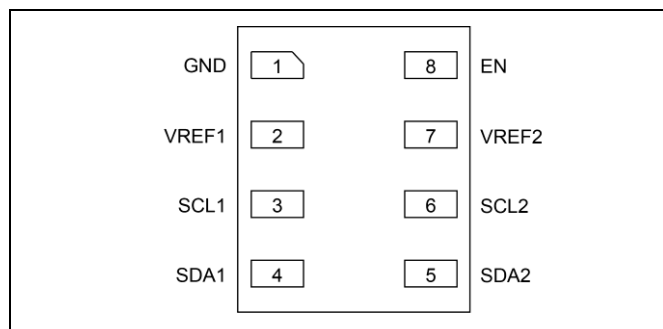 GND 1 8 EN
VREF1 2 7 VREF2
SCL1 3 6 SCL2
SDA1 4 5 SDA2